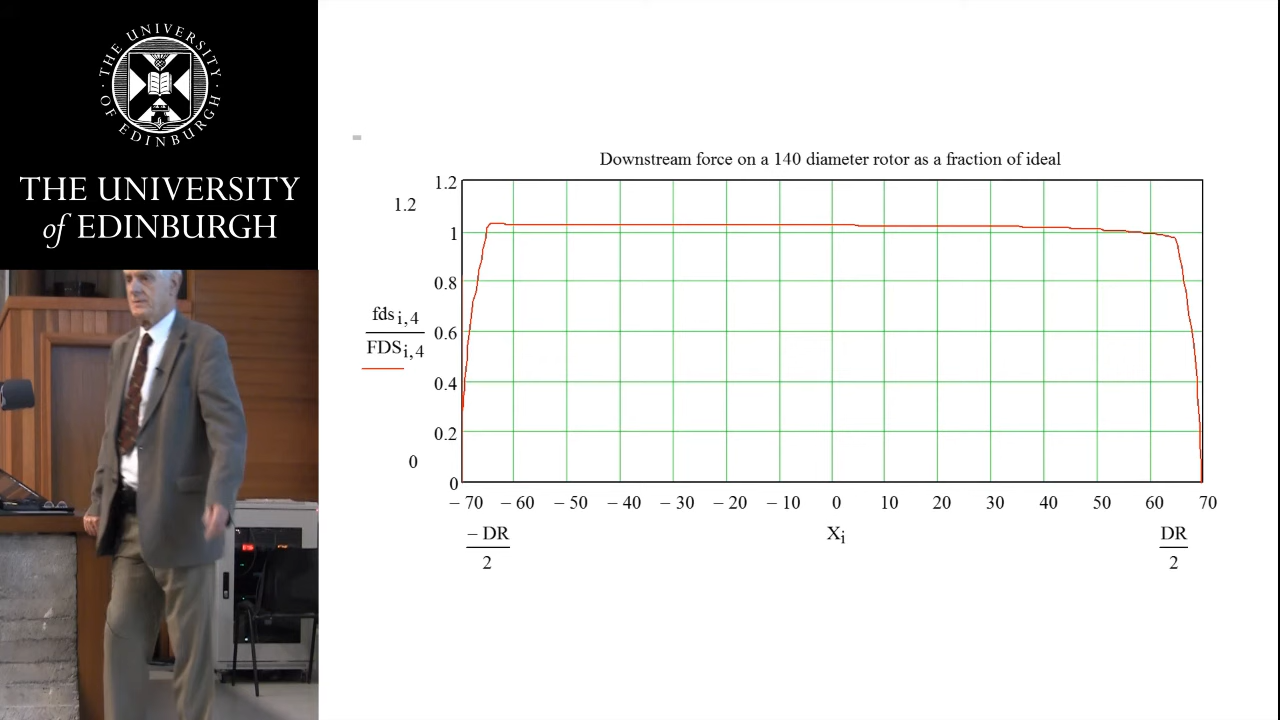 THE UNIVERSITY
OF EDINBURGH
THE UNIVERSITY
of EDINBURGH
Downstream force on a 140 diameter rotor as a fraction of ideal
1.2
1.2
1
0.8
fds i,4
FDS i,4
0.6
0.4
0.2
0
0
– 70 – 60 – 50 – 40 – 30 – 20 – 10 0 10 20 30 40 50 60 70
– DR
2
Xi
DR
2